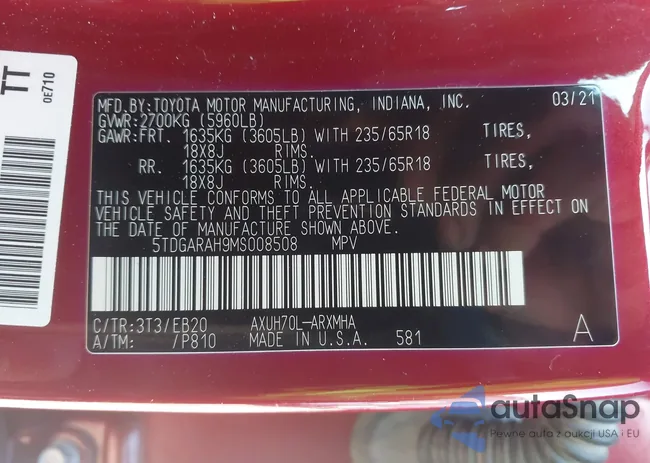 TT
0E710
MFD.BY:TOYOTA MOTOR MANUFACTURING, INDIANA, INC. 03/21
GVWR:2700KG (5960LB)
GAWR:FRT. 1635KG (3605LB) WITH 235/65R18 TIRES,
18X8J RIMS.
RR. 1635KG (3605LB) WITH 235/65R18 TIRES,
18X8J RIMS.
THIS VEHICLE CONFORMS TO ALL APPLICABLE FEDERAL MOTOR
VEHICLE SAFETY AND THEFT PREVENTION STANDARDS IN EFFECT ON
THE DATE OF MANUFACTURE SHOWN ABOVE.
5TDGARAH9MS008508 MPV
C/TR:3T3/EB20 AXUH70L-ARXMHA
A/TM: /P810 MADE IN U.S.A. 581 A
autaSnap
Pewne auta z aukcji USA i EU